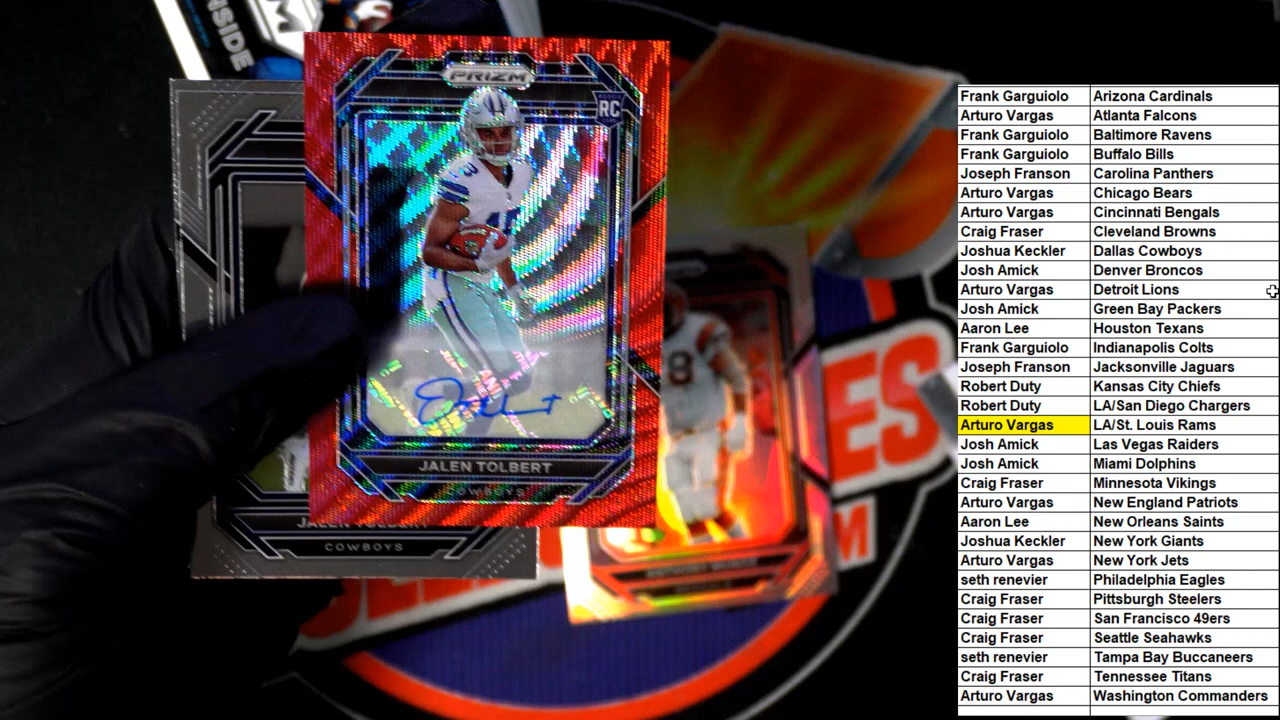 SIDE
PRIZM
RC
JALEN TOLBERT
COWBOYS
JALEN TOLBERT
COWBOYS
8
ES
M
Frank Garguiolo Arizona Cardinals
Arturo Vargas Atlanta Falcons
Frank Garguiolo Baltimore Ravens
Frank Garguiolo Buffalo Bills
Joseph Franson Carolina Panthers
Arturo Vargas Chicago Bears
Arturo Vargas Cincinnati Bengals
Craig Fraser Cleveland Browns
Joshua Keckler Dallas Cowboys
Josh Amick Denver Broncos
Arturo Vargas Detroit Lions
Josh Amick Green Bay Packers
Aaron Lee Houston Texans
Frank Garguiolo Indianapolis Colts
Joseph Franson Jacksonville Jaguars
Robert Duty Kansas City Chiefs
Robert Duty LA/San Diego Chargers
Arturo Vargas LA/St. Louis Rams
Josh Amick Las Vegas Raiders
Josh Amick Miami Dolphins
Craig Fraser Minnesota Vikings
Arturo Vargas New England Patriots
Aaron Lee New Orleans Saints
Joshua Keckler New York Giants
Arturo Vargas New York Jets
seth renevier Philadelphia Eagles
Craig Fraser Pittsburgh Steelers
Craig Fraser San Francisco 49ers
Craig Fraser Seattle Seahawks
seth renevier Tampa Bay Buccaneers
Craig Fraser Tennessee Titans
Arturo Vargas Washington Commanders